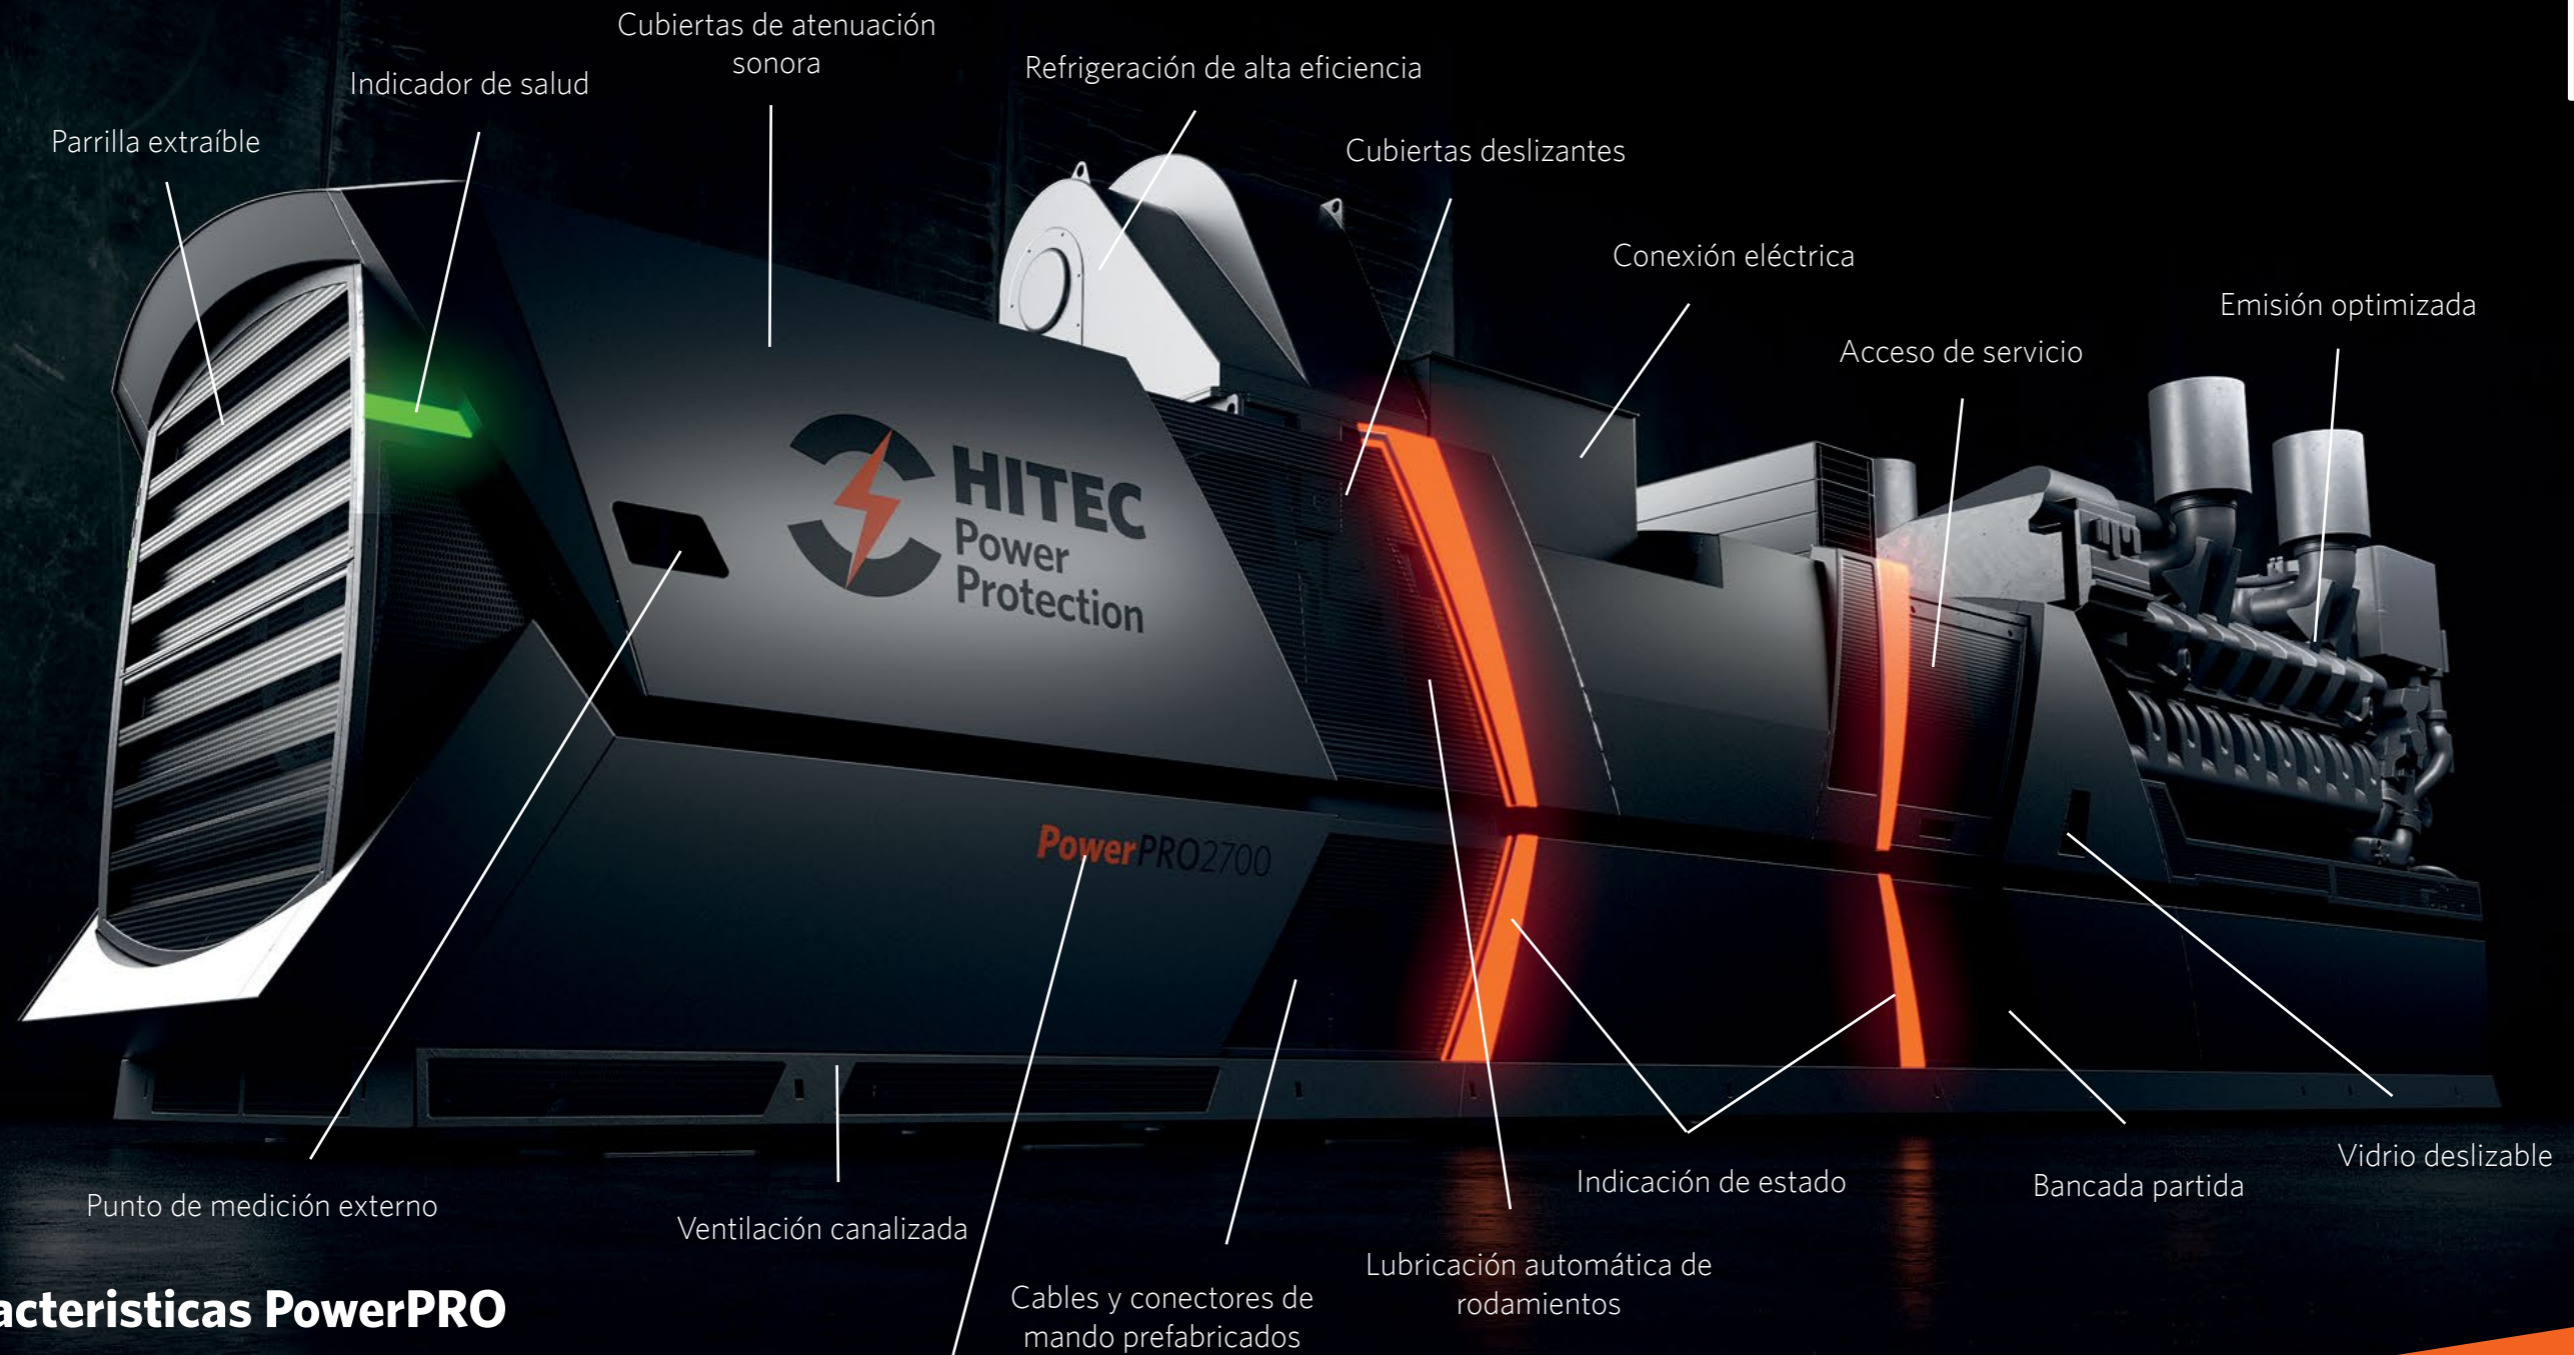 Cubiertas de atenuación
sonora
Refrigeración de alta eficiencia
Indicador de salud
Parrilla extraíble
Cubiertas deslizantes
Conexión eléctrica
Emisión optimizada
Acceso de servicio
HITEC
Power
Protection
PowerPRO2700
Vidrio deslizable
Indicación de estado
Bancada partida
Punto de medición externo
Ventilación canalizada
Lubricación automática de
rodamientos
Cables y conectores de
mando prefabricados
acteristicas PowerPRO